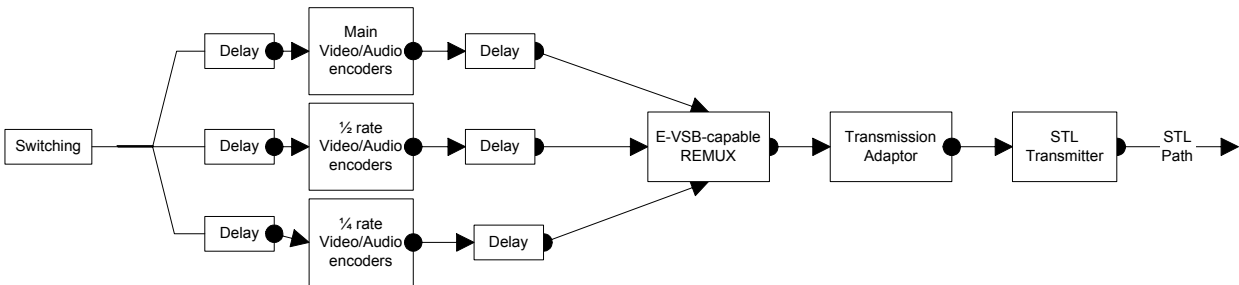 Switching
Delay
Main
Video/Audio
encoders
Delay
Delay
½ rate
Video/Audio
encoders
Delay
Delay
¼ rate
Video/Audio
encoders
Delay
E-VSB-capable
REMUX
Transmission
Adaptor
STL
Transmitter
STL
Path